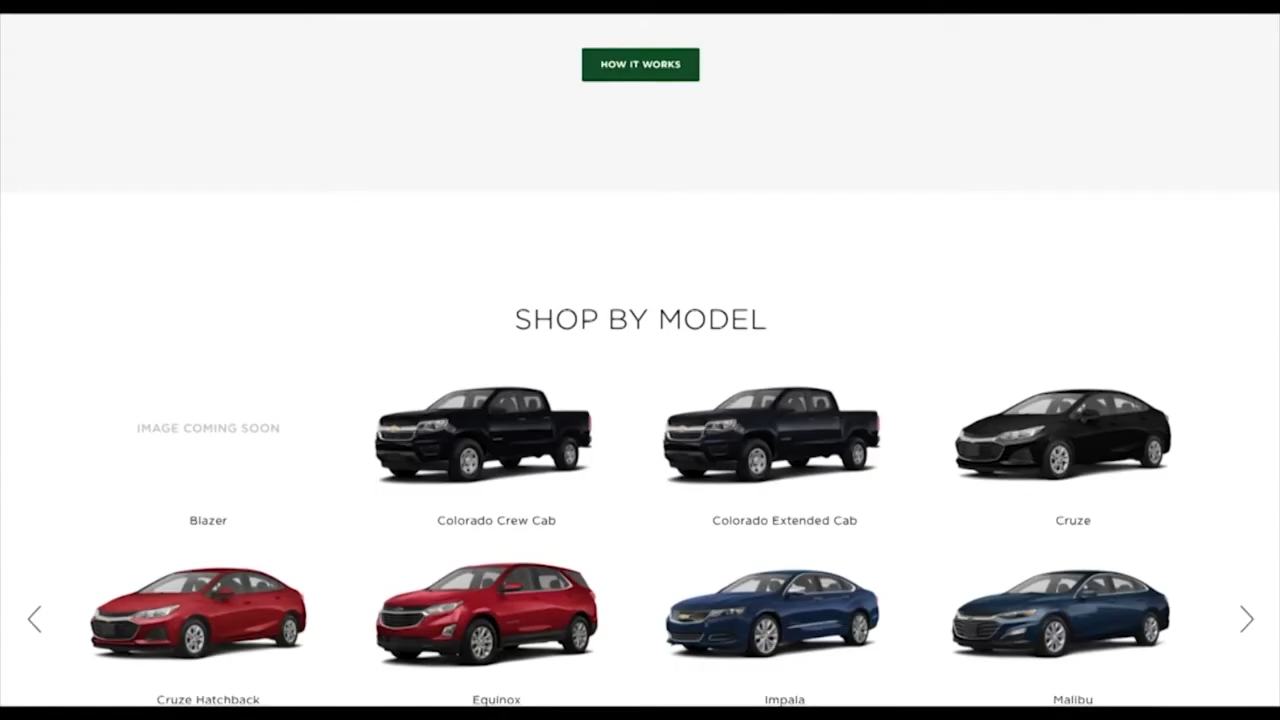 HOW IT WORKS
SHOP BY MODEL
IMAGE COMING SOON
Blazer
Colorado Crew Cab
Colorado Extended Cab
Cruze
Cruze Hatchback
Equinox
Impala
Malibu